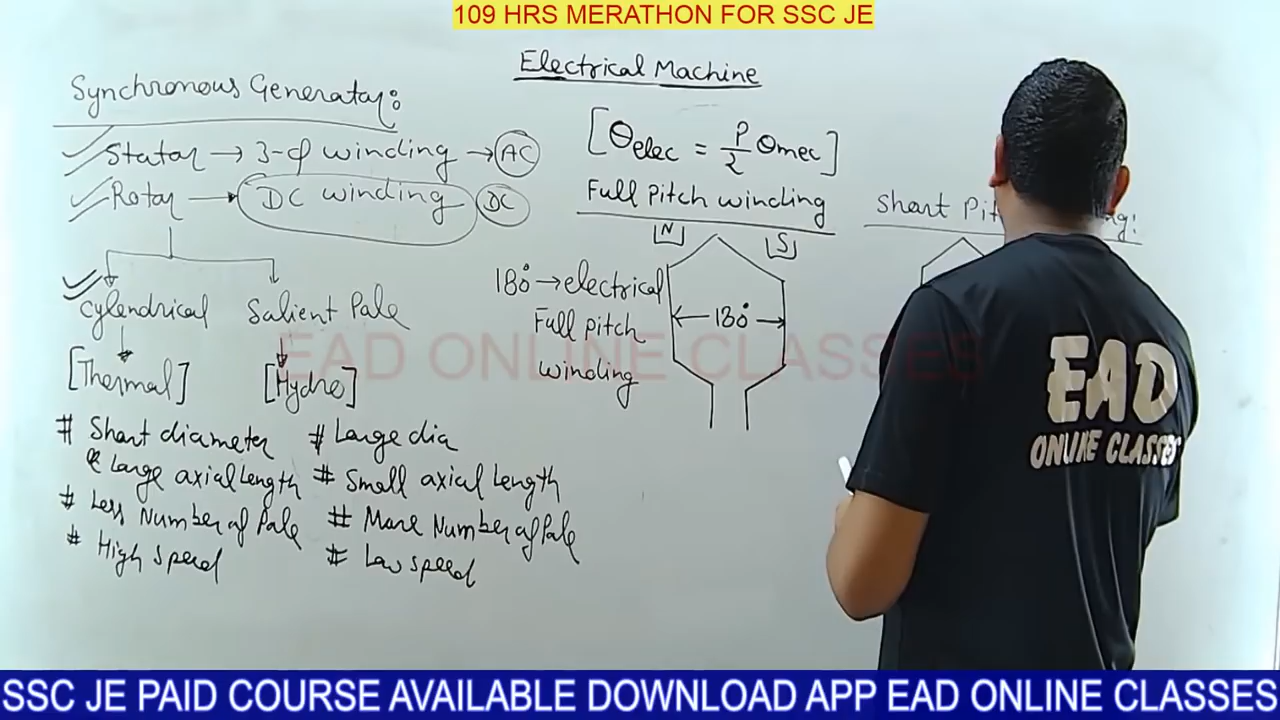 109 HRS MERATHON FOR SSC JE
Electrical Machine
Synchronous Generator:
Stator → 3-φ winding → AC
Rotor → DC winding DC
Cylendrical
Salient Pole
[Thermal]
[Hydro]
# Short diameter
& Large axial Length
# Less Number of Pole
# High speed
# Large dia
# Small axial Length
# More Number of Pole
# Low speed
[θelec = P/2 θmec]
Full Pitch winding
N
S
180° → electrical
Full pitch
winding
180°
Short Pit
ng:
EAD ONLINE CLASSES
EAD
ONLINE CLASSES
SSC JE PAID COURSE AVAILABLE DOWNLOAD APP EAD ONLINE CLASSES